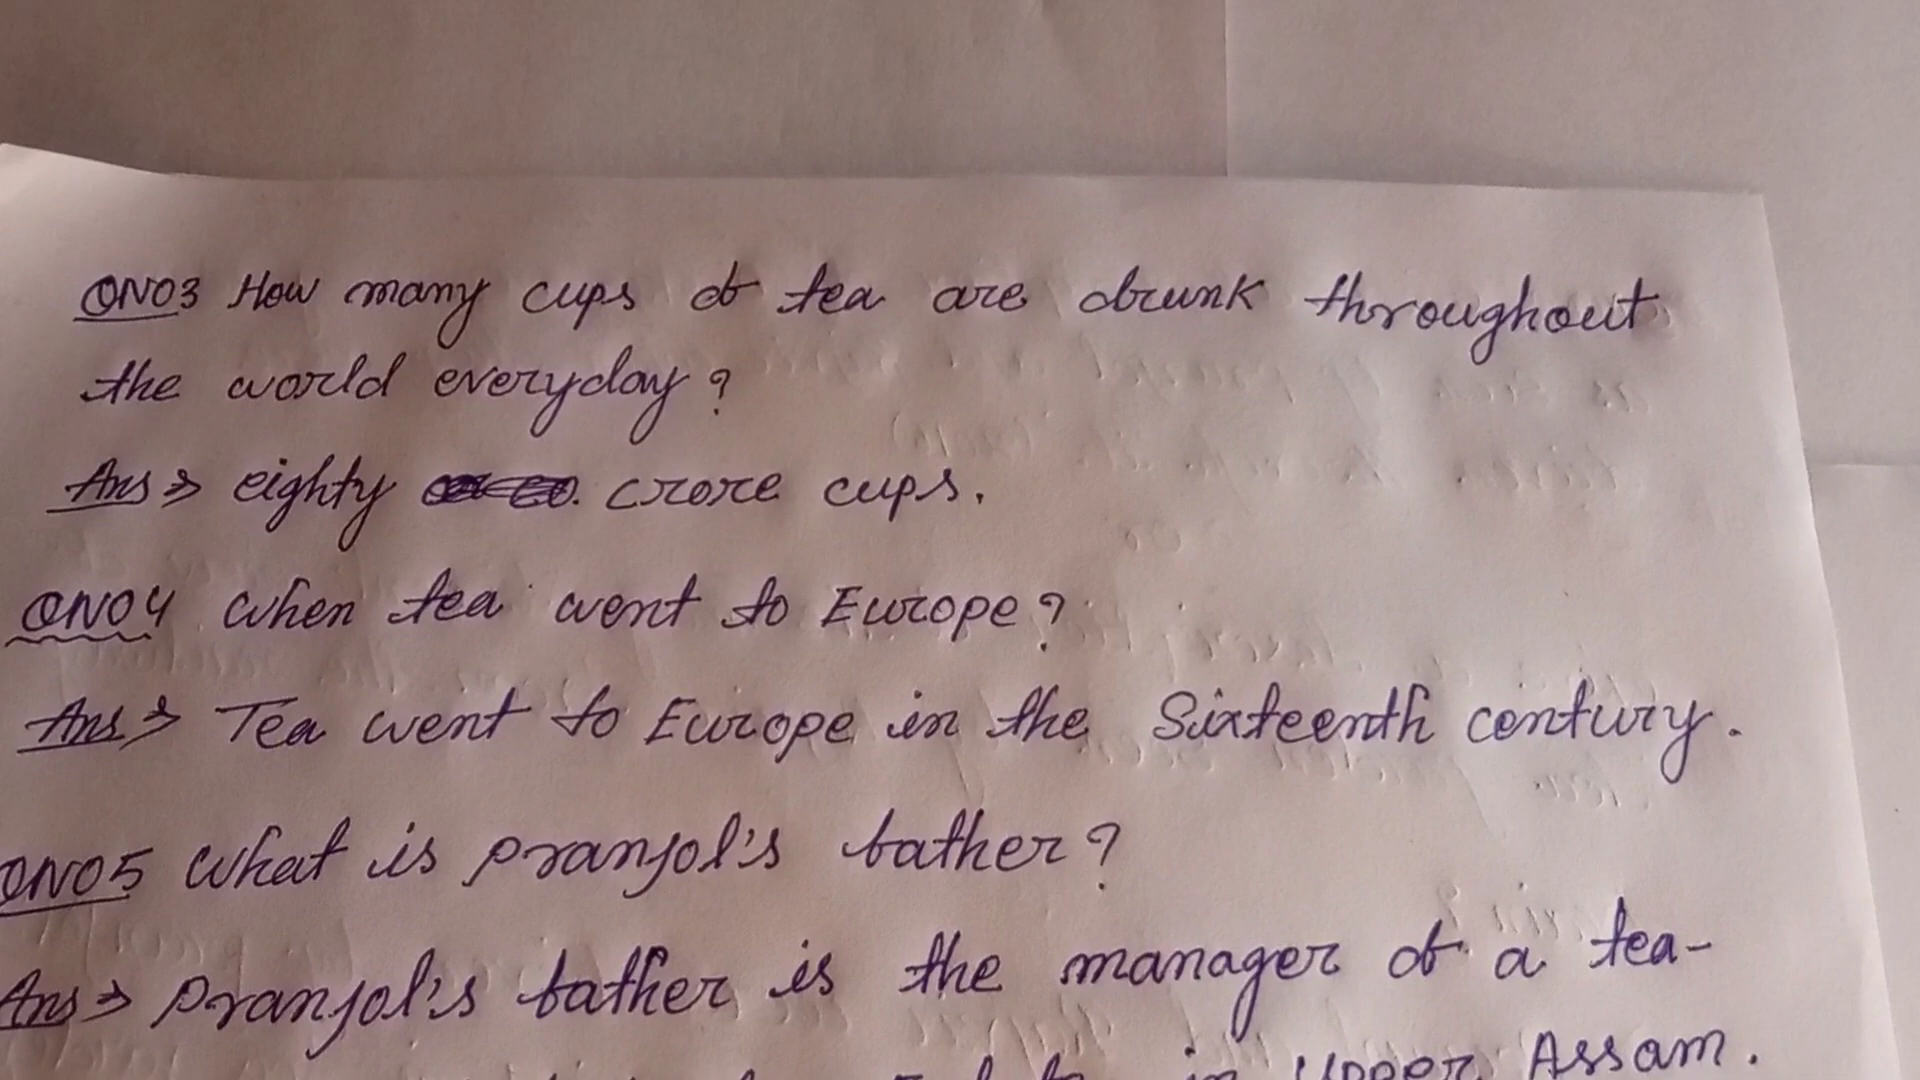 QNO3 How many cups of tea are drunk throughout
the world everyday?
Ans⇒ eighty crore cups.
QNO4 When tea went to Europe?
Ans⇒ Tea went to Europe in the Sixteenth century.
QNO5 What is pranjol's father?
Ans⇒ pranjol's father is the manager of a tea-
in Upper Assam.